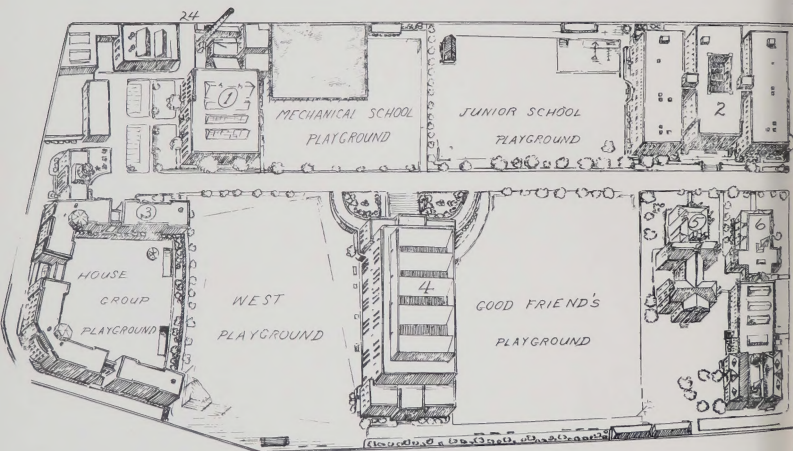 24
1
MECHANICAL SCHOOL
PLAYGROUND
JUNIOR SCHOOL
PLAYGROUND
2
3
HOUSE
GROUP
PLAYGROUND
WEST
PLAYGROUND
4
GOOD FRIEND'S
PLAYGROUND
5
6